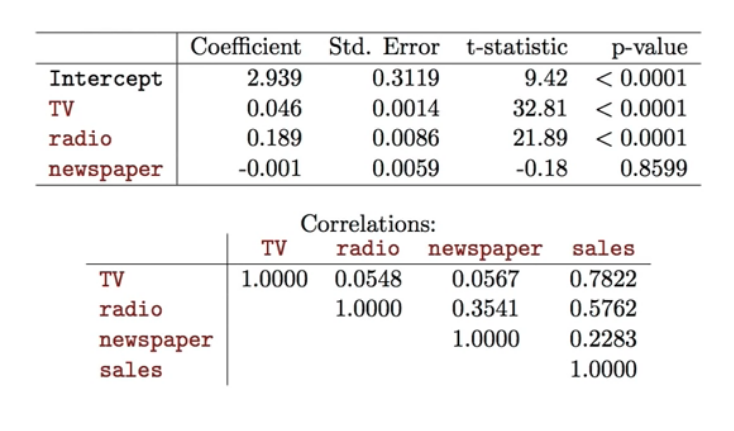 Coefficient Std. Error t-statistic p-value
Intercept 2.939 0.3119 9.42 < 0.0001
TV 0.046 0.0014 32.81 < 0.0001
radio 0.189 0.0086 21.89 < 0.0001
newspaper -0.001 0.0059 -0.18 0.8599
Correlations:
TV radio newspaper sales
TV 1.0000 0.0548 0.0567 0.7822
radio 1.0000 0.3541 0.5762
newspaper 1.0000 0.2283
sales 1.0000